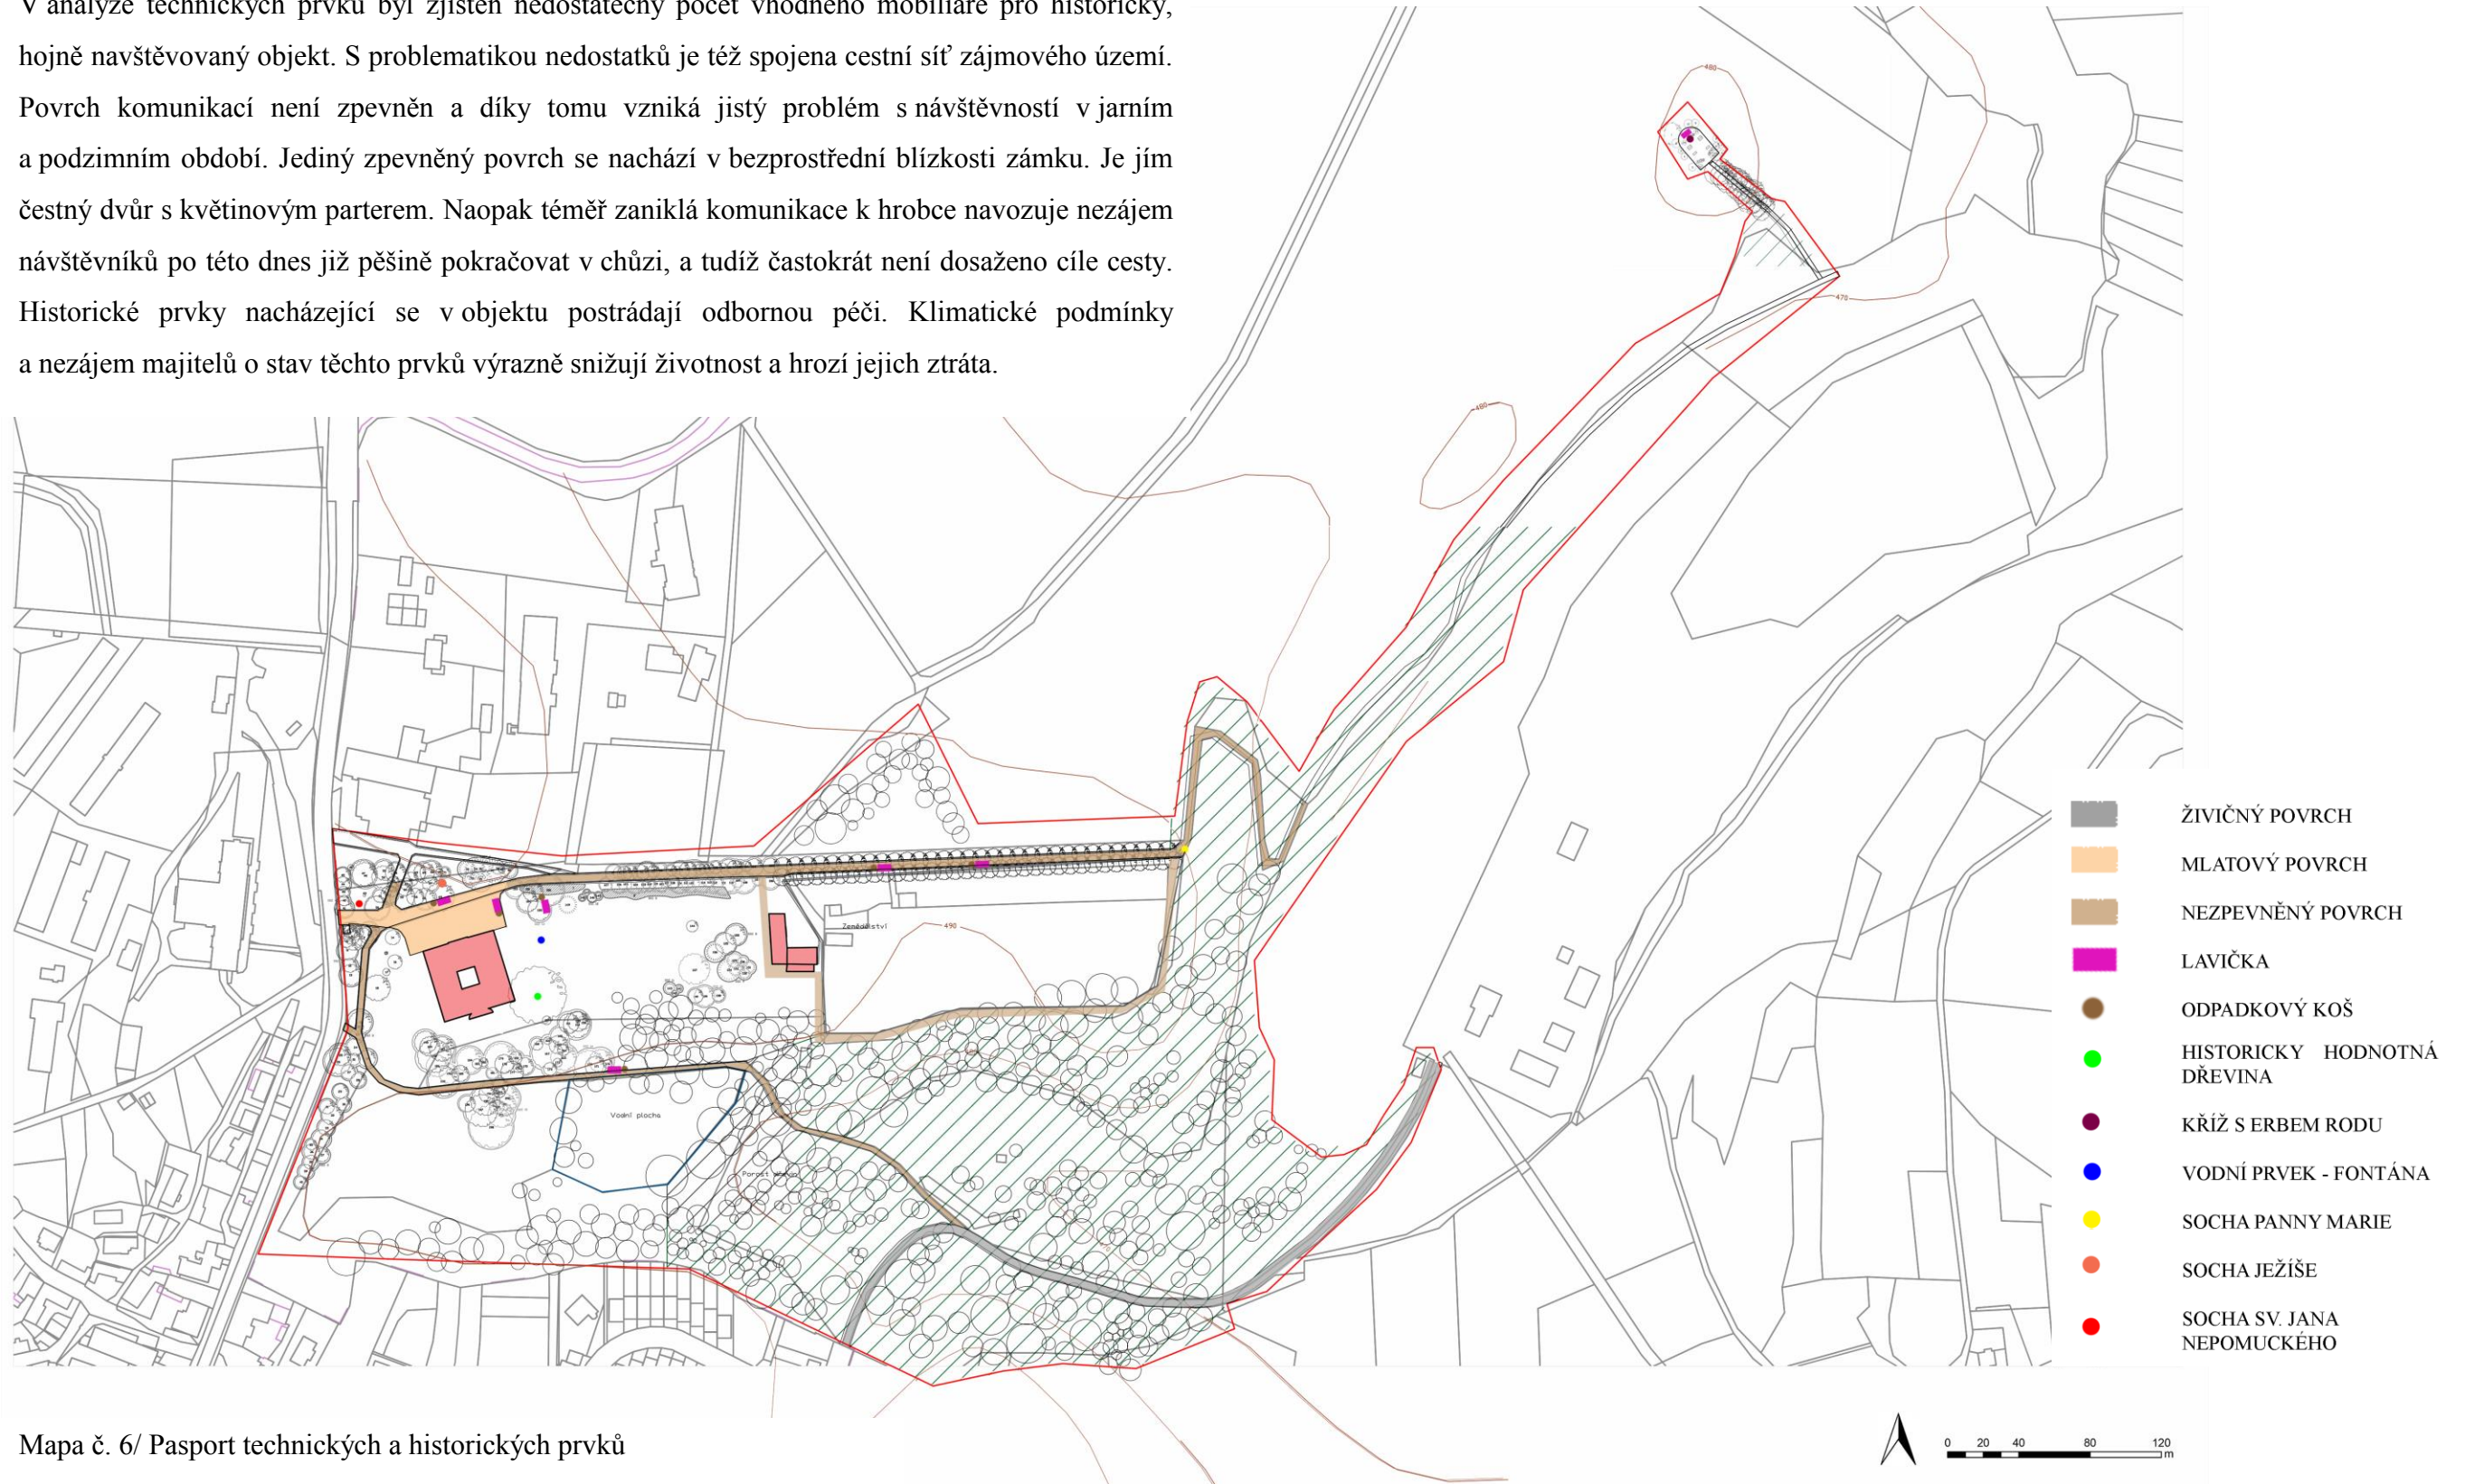 V analýze technických prvků byl zjištěn nedostatečný počet vhodného mobiliáře pro historický,
hojně navštěvovaný objekt. S problematikou nedostatků je též spojena cestní síť zájmového území.
Povrch komunikací není zpevněn a díky tomu vzniká jistý problém s návštěvností v jarním
a podzimním období. Jediný zpevněný povrch se nachází v bezprostřední blízkosti zámku. Je jím
čestný dvůr s květinovým parterem. Naopak téměř zaniklá komunikace k hrobce navozuje nezájem
návštěvníků po této dnes již pěšině pokračovat v chůzi, a tudíž častokrát není dosaženo cíle cesty.
Historické prvky nacházející se v objektu postrádají odbornou péči. Klimatické podmínky
a nezájem majitelů o stav těchto prvků výrazně snižují životnost a hrozí jejich ztráta.
480
470
480
Zemědělství
490
Vodní plocha
Porost
ŽIVIČNÝ POVRCH
MLATOVÝ POVRCH
NEZPEVNĚNÝ POVRCH
LAVIČKA
ODPADKOVÝ KOŠ
HISTORICKY HODNOTNÁ
DŘEVINA
KŘÍŽ S ERBEM RODU
VODNÍ PRVEK - FONTÁNA
SOCHA PANNY MARIE
SOCHA JEŽÍŠE
SOCHA SV. JANA
NEPOMUCKÉHO
Mapa č. 6/ Pasport technických a historických prvků
0 20 40 80 120
m